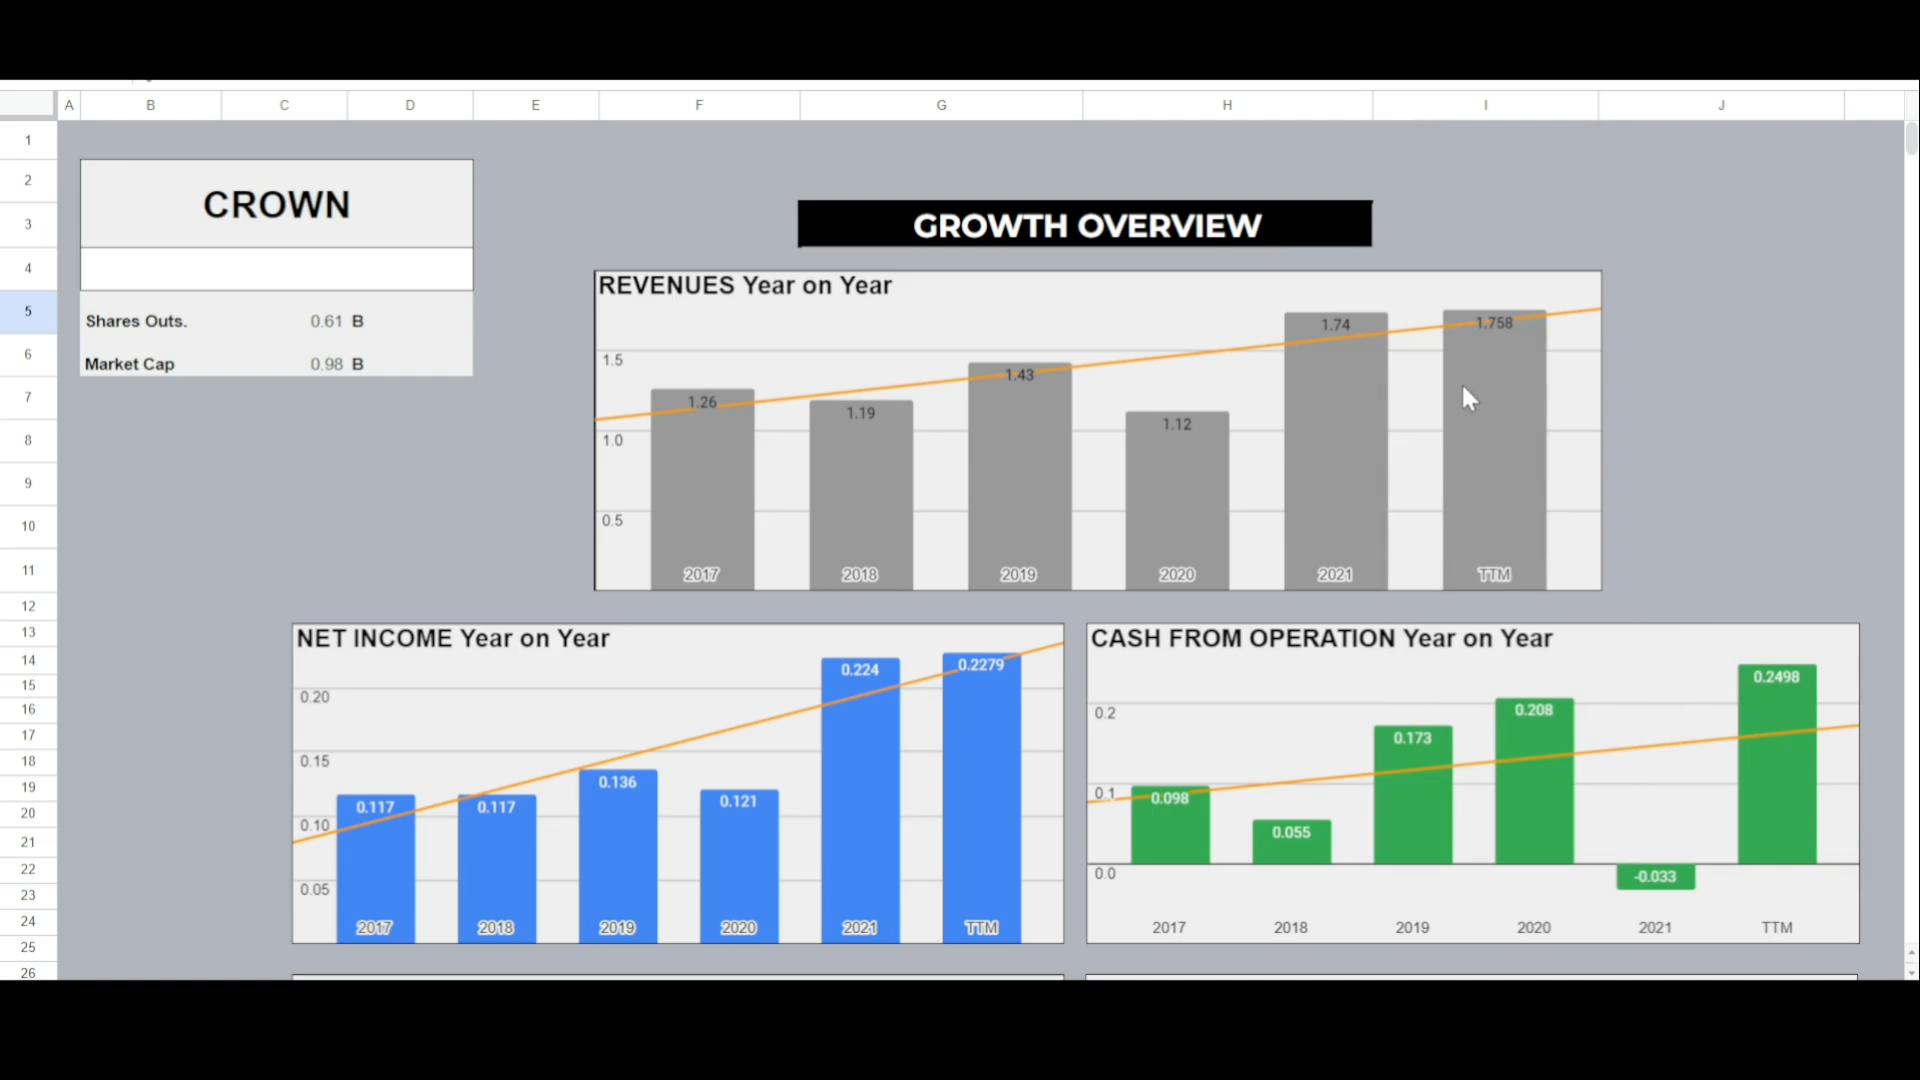 A B C D E F G H I J
1
2
3
4
5
6
7
8
9
10
11
12
13
14
15
16
17
18
19
20
21
22
23
24
25
26
CROWN
Shares Outs. 0.61 B
Market Cap 0.98 B
GROWTH OVERVIEW
REVENUES Year on Year
1.5
1.0
0.5
1.26 1.19 1.43 1.12 1.74 1.758
2017 2018 2019 2020 2021 TTM
NET INCOME Year on Year
0.20
0.15
0.10
0.05
0.117 0.117 0.136 0.121 0.224 0.2279
2017 2018 2019 2020 2021 TTM
CASH FROM OPERATION Year on Year
0.2
0.1
0.0
0.098 0.055 0.173 0.208 -0.033 0.2498
2017 2018 2019 2020 2021 TTM